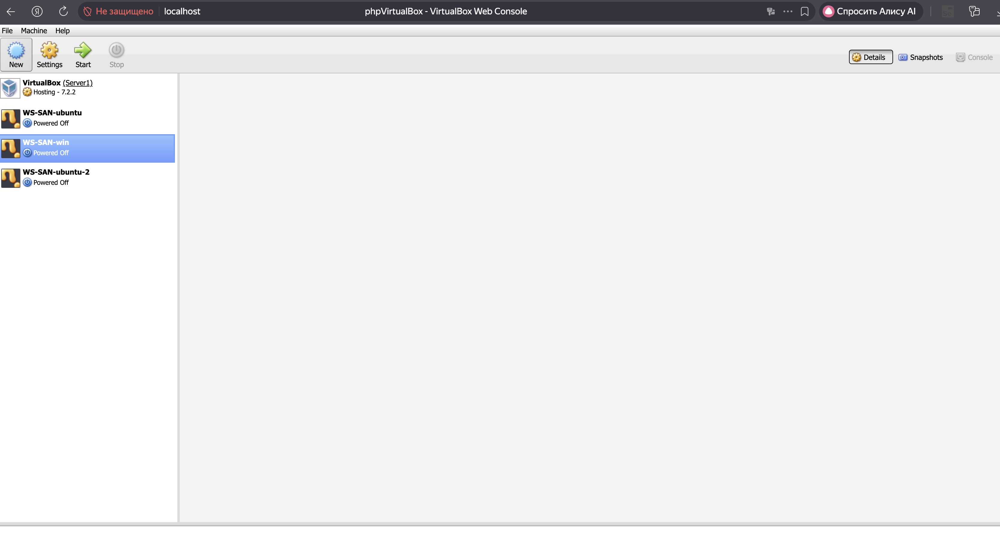 Не защищено localhost phpVirtualBox - VirtualBox Web Console Спросить Алису AI
File Machine Help
New Settings Start Stop Details Snapshots Console
VirtualBox (Server1)
Hosting - 7.2.2
WS-SAN-ubuntu
Powered Off
WS-SAN-win
Powered Off
WS-SAN-ubuntu-2
Powered Off